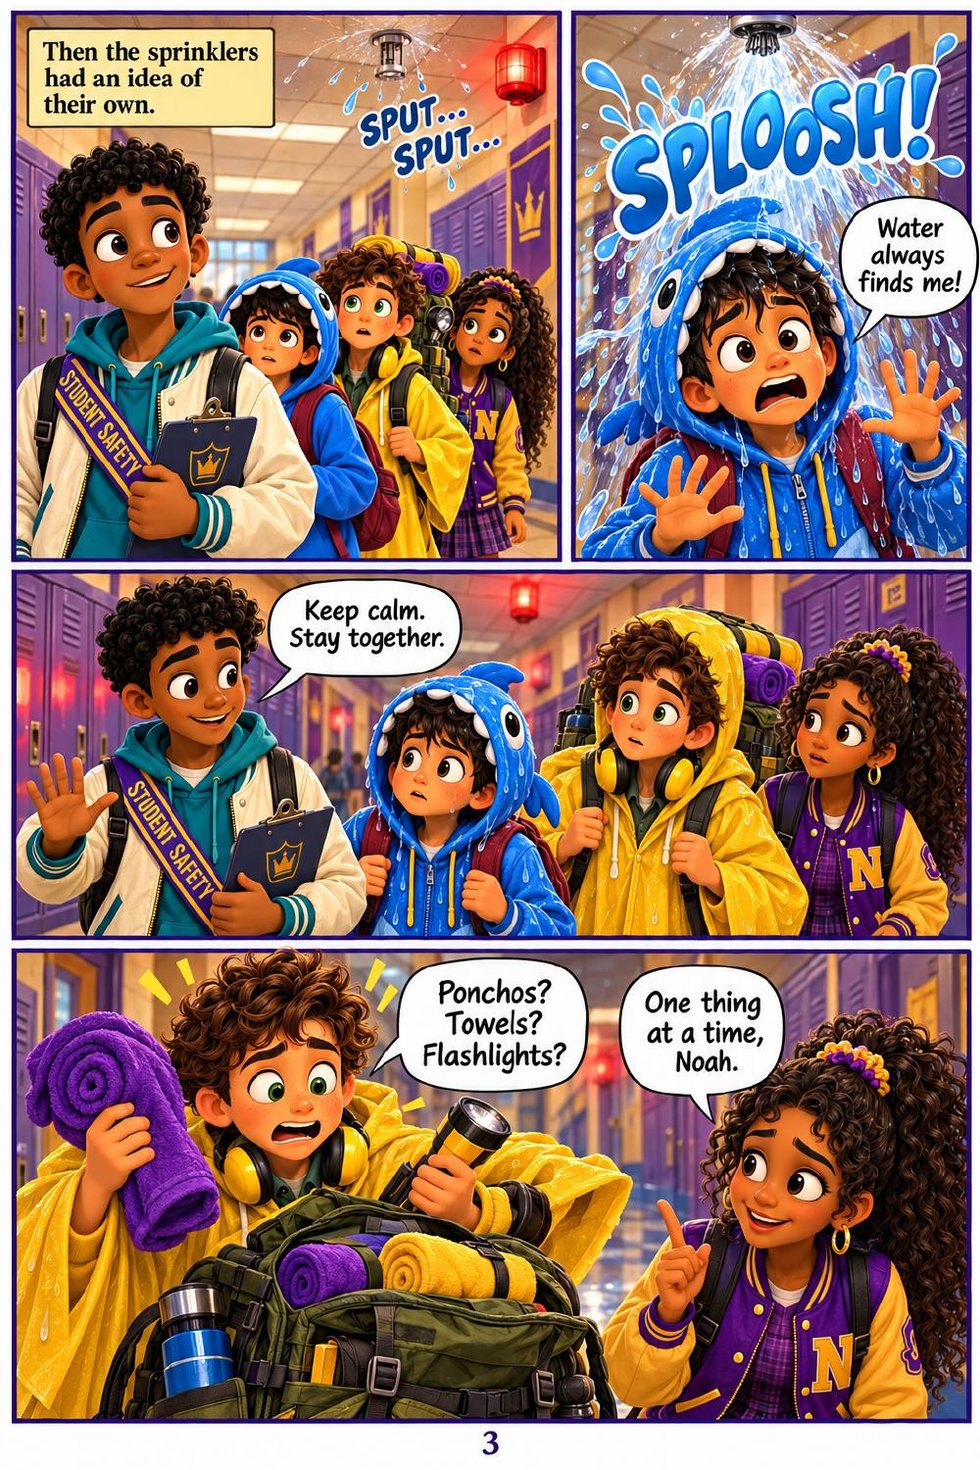 Then the sprinklers
had an idea of
their own.
SPUT...
SPUT...
STUDENT SAFETY
N
SPLOOSH!
Water
always
finds me!
Keep calm.
Stay together.
STUDENT SAFETY
N
Ponchos?
Towels?
Flashlights?
One thing
at a time,
Noah.
N
3